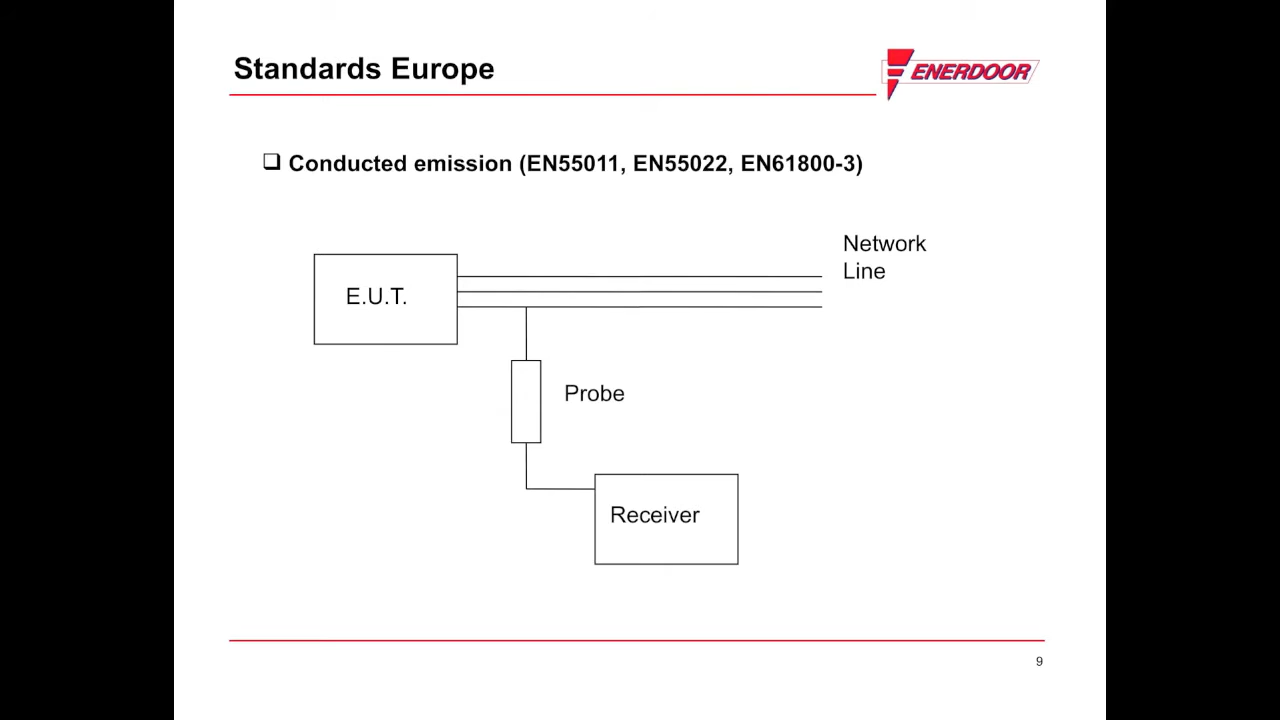 Standards Europe
ENERDOOR
❑ Conducted emission (EN55011, EN55022, EN61800-3)
Network
Line
E.U.T.
Probe
Receiver
9